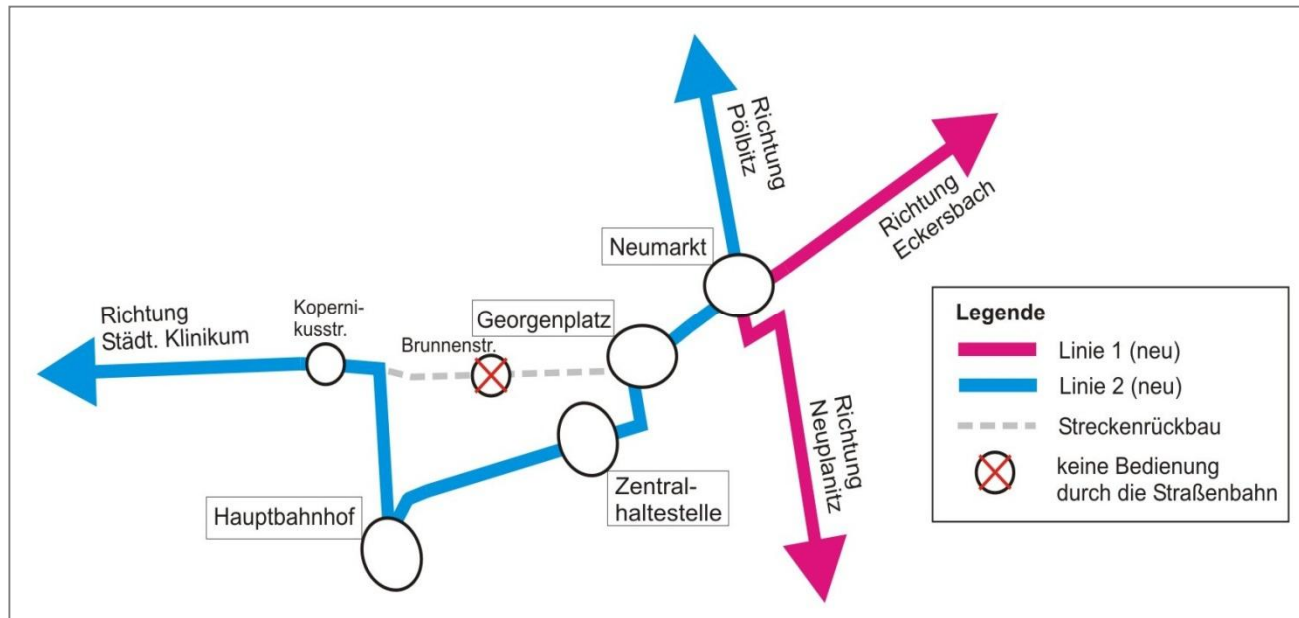 Richtung
Pölbitz
Richtung
Eckersbach
Neumarkt
Richtung
Städt. Klinikum
Koperni-
kusstr.
Georgenplatz
Brunnenstr.
Richtung
Neuplanitz
Zentral-
haltestelle
Hauptbahnhof
Legende
Linie 1 (neu)
Linie 2 (neu)
Streckenrückbau
keine Bedienung
durch die Straßenbahn